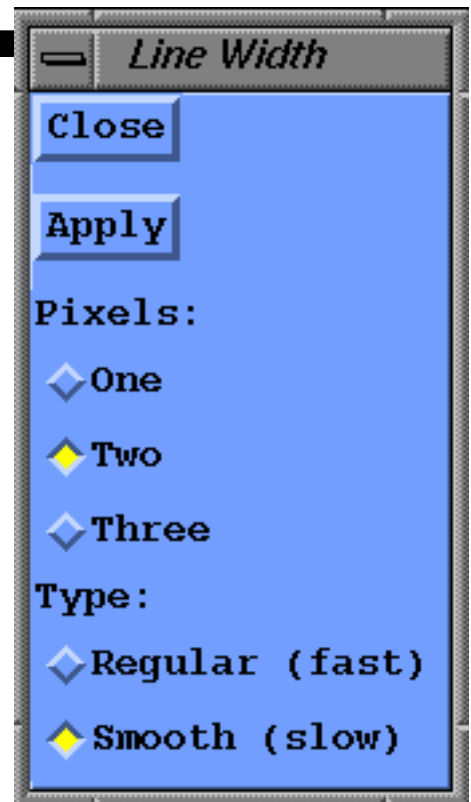 Line Width
Close
Apply
Pixels:
One
Two
Three
Type:
Regular (fast)
Smooth (slow)